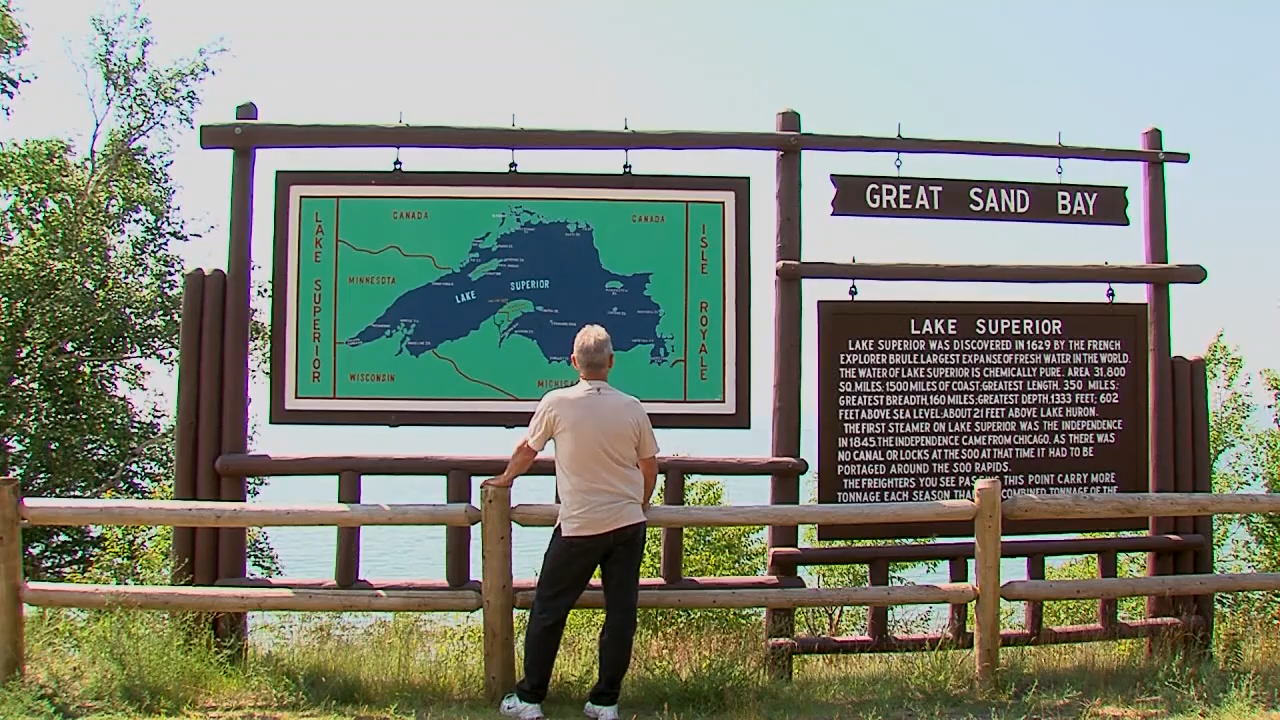 LAKE SUPERIOR
CANADA
CANADA
MINNESOTA
LAKE SUPERIOR
WISCONSIN
ISLE ROYALE
GREAT SAND BAY
LAKE SUPERIOR
LAKE SUPERIOR WAS DISCOVERED IN 1629 BY THE FRENCH
EXPLORER BRULE.LARGEST EXPANSE OF FRESH WATER IN THE WORLD.
THE WATER OF LAKE SUPERIOR IS CHEMICALLY PURE. AREA 31,800
SQ.MILES; 1500 MILES OF COAST;GREATEST LENGTH, 350 MILES;
GREATEST BREADTH,160 MILES;GREATEST DEPTH,1333 FEET; 602
FEET ABOVE SEA LEVEL;ABOUT 21 FEET ABOVE LAKE HURON.
THE FIRST STEAMER ON LAKE SUPERIOR WAS THE INDEPENDENCE
IN 1845.THE INDEPENDENCE CAME FROM CHICAGO. AS THERE WAS
NO CANAL OR LOCKS AT THE SOO AT THAT TIME IT HAD TO BE
PORTAGED AROUND THE SOO RAPIDS.
THE FREIGHTERS YOU SEE THIS POINT CARRY MORE
TONNAGE EACH SEASON COMBINED TONNAGE OF THE